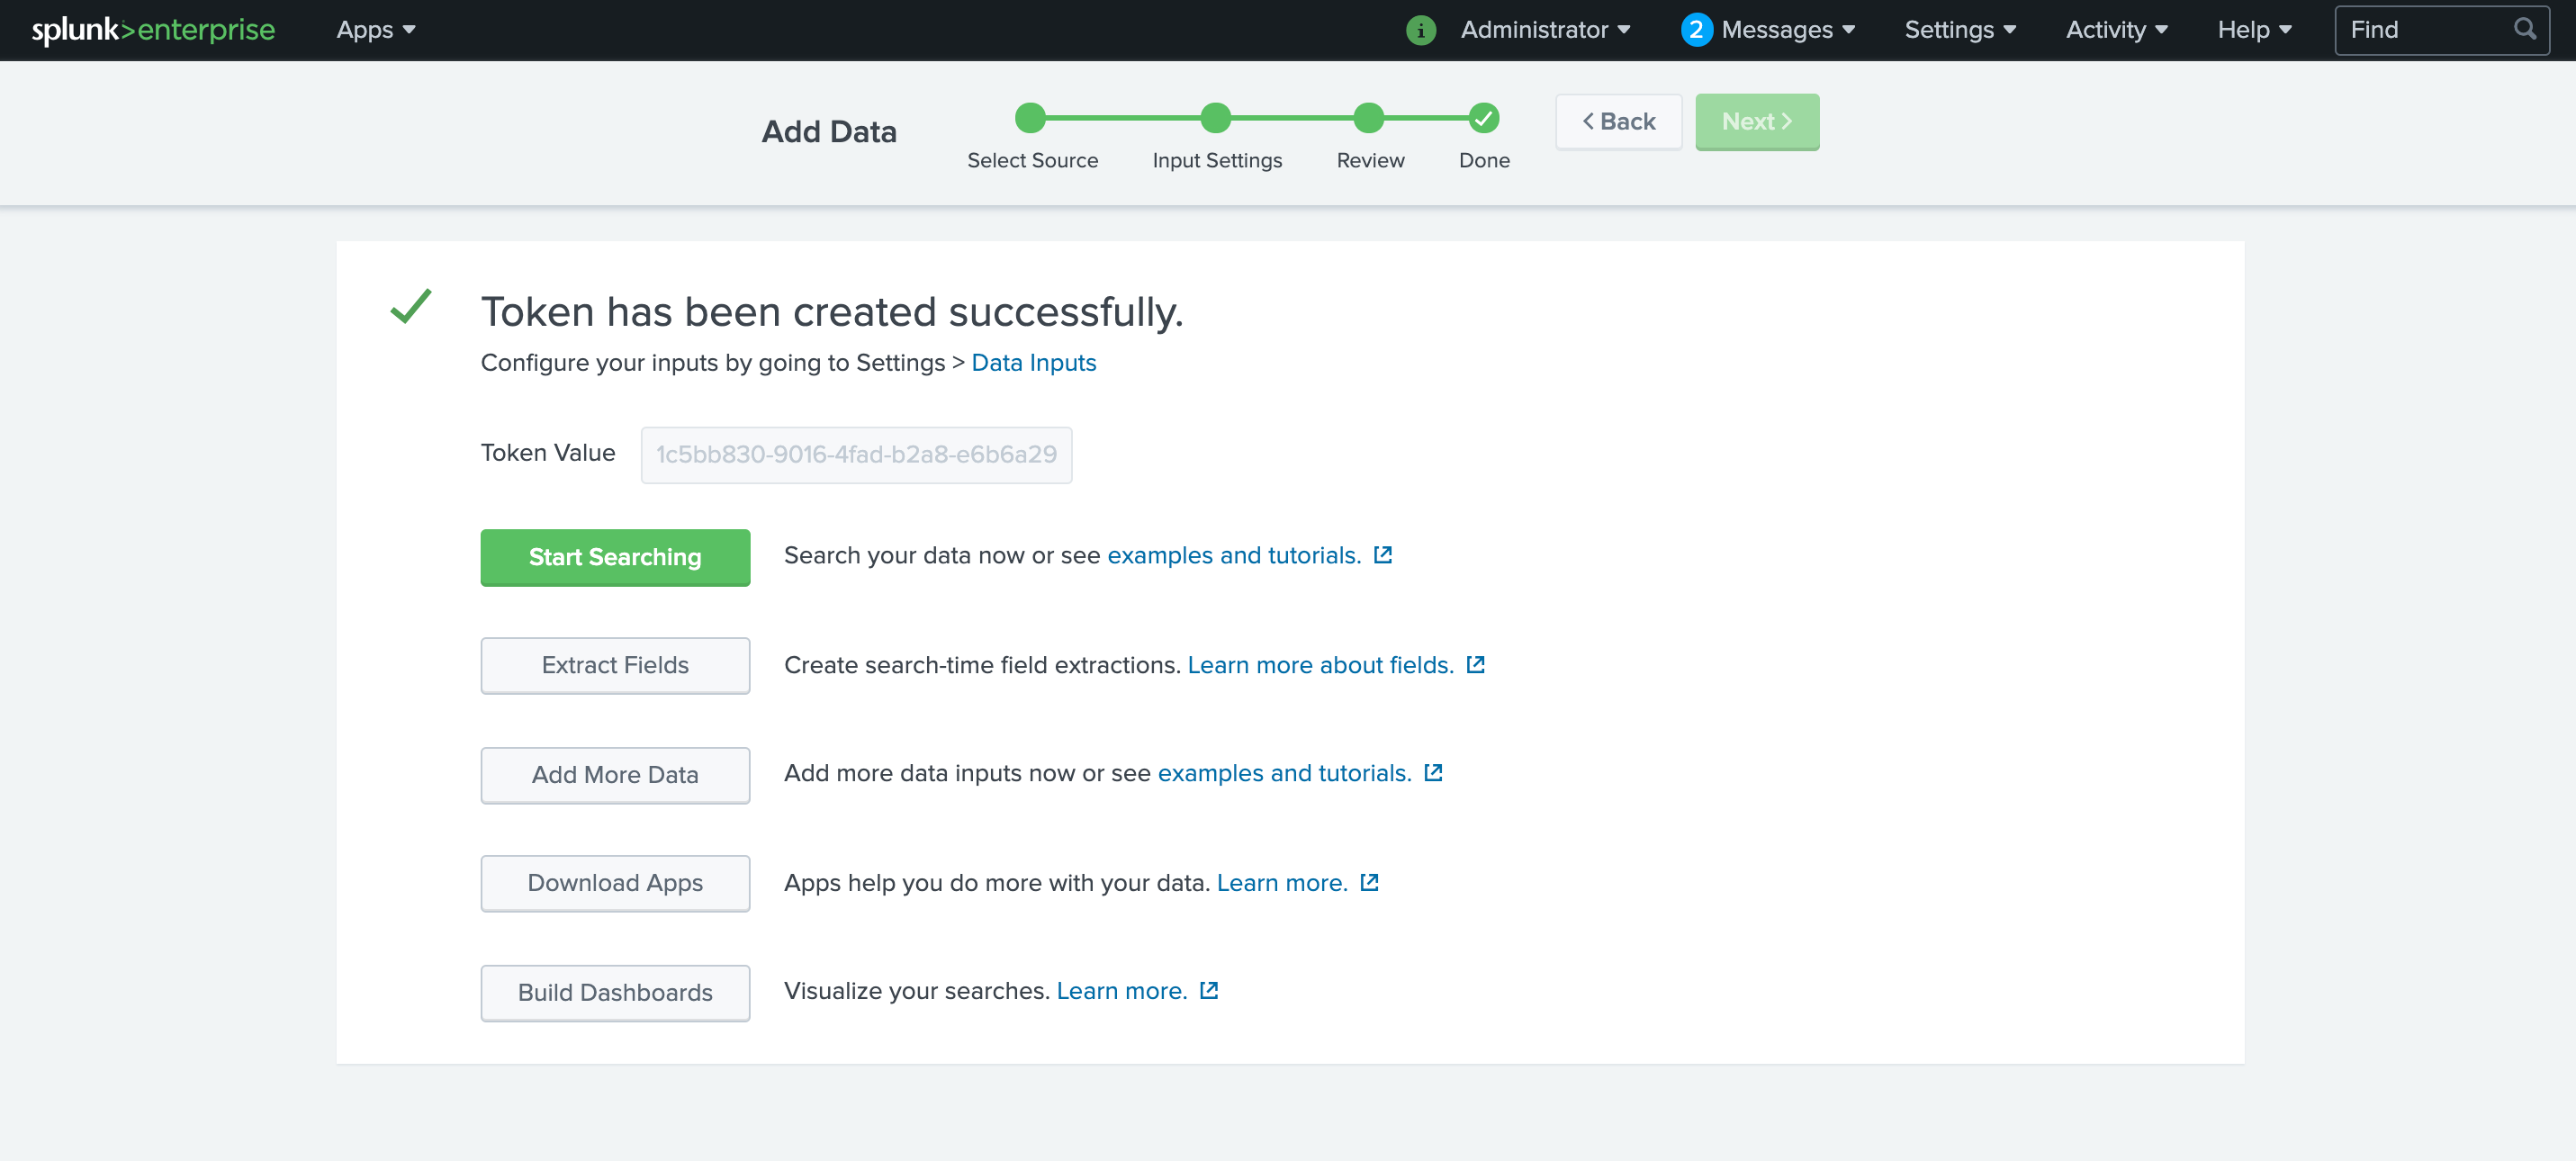 splunk>enterprise Apps i Administrator 2 Messages Settings Activity Help Find
Add Data
Select Source Input Settings Review Done
< Back Next >
Token has been created successfully.
Configure your inputs by going to Settings > Data Inputs
Token Value 1c5bb830-9016-4fad-b2a8-e6b6a29
Start Searching Search your data now or see examples and tutorials.
Extract Fields Create search-time field extractions. Learn more about fields.
Add More Data Add more data inputs now or see examples and tutorials.
Download Apps Apps help you do more with your data. Learn more.
Build Dashboards Visualize your searches. Learn more.